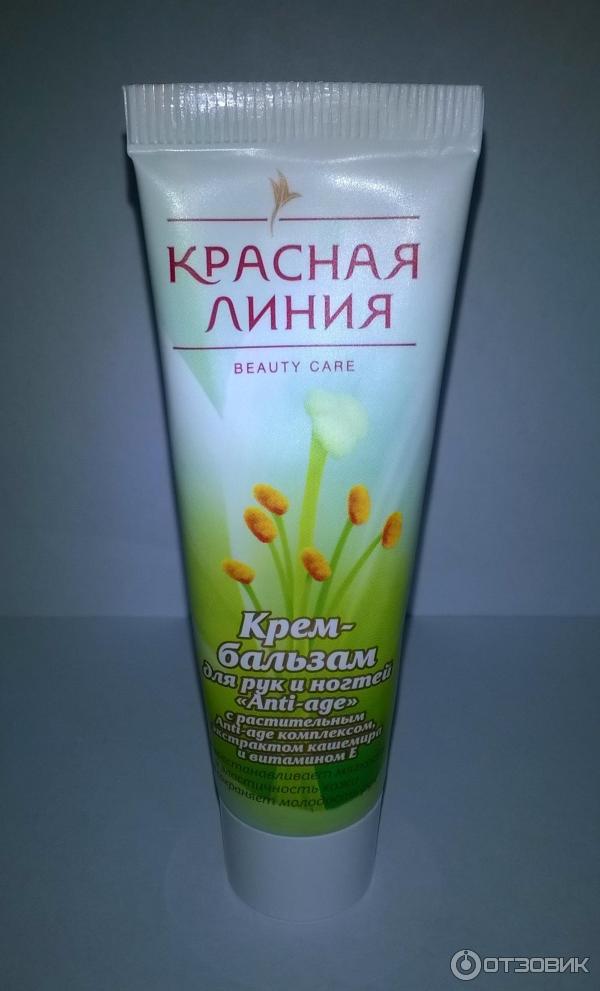 КРАСНАЯ
ЛИНИЯ
BEAUTY CARE
Крем-
бальзам
для рук и ногтей
«Anti-age»
с растительным
Anti-age комплексом,
экстрактом кашемира
и витамином Е
кожи
ОТЗОВИК